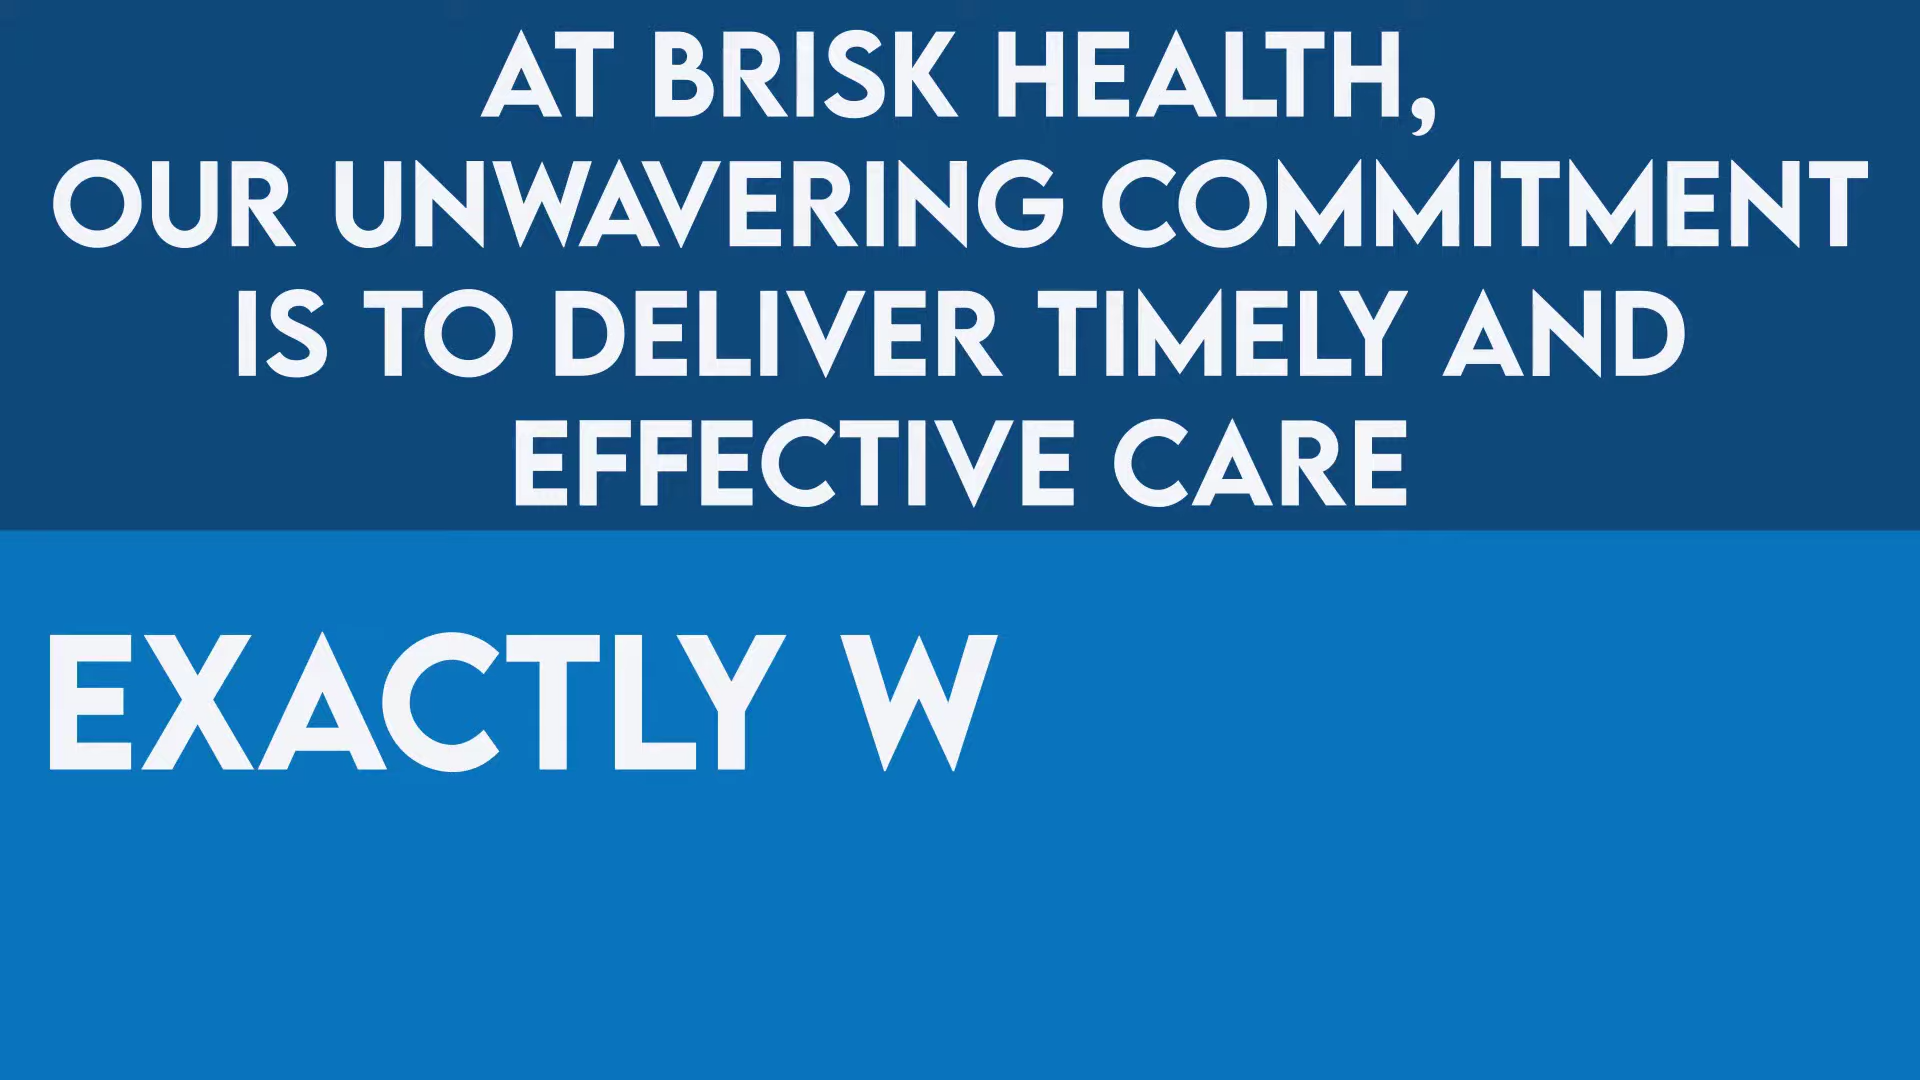 AT BRISK HEALTH,
OUR UNWAVERING COMMITMENT
IS TO DELIVER TIMELY AND
EFFECTIVE CARE
EXACTLY W